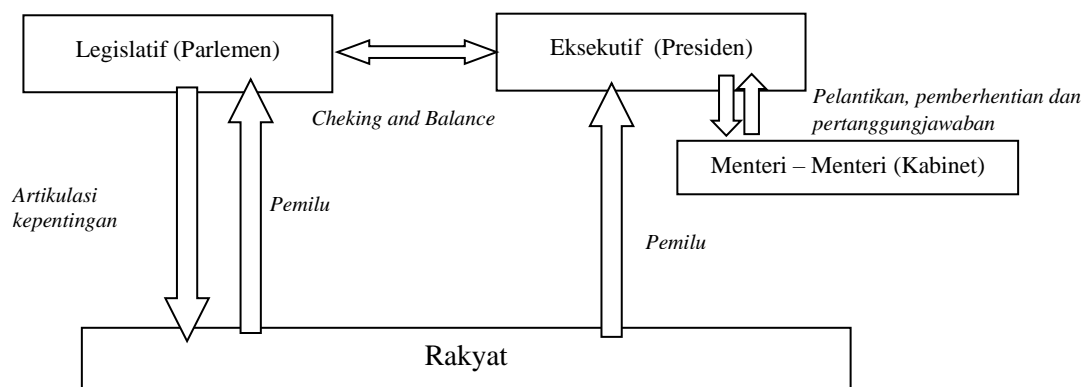 Legislatif (Parlemen)
Eksekutif (Presiden)
Cheking and Balance
Pelantikan, pemberhentian dan
pertanggungjawaban
Menteri – Menteri (Kabinet)
Artikulasi
kepentingan
Pemilu
Pemilu
Rakyat